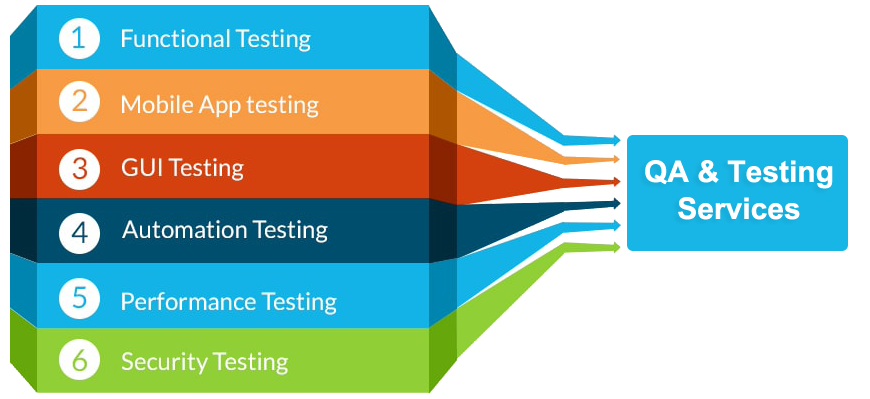 1 Functional Testing
2 Mobile App testing
3 GUI Testing
4 Automation Testing
5 Performance Testing
6 Security Testing
QA & Testing
Services